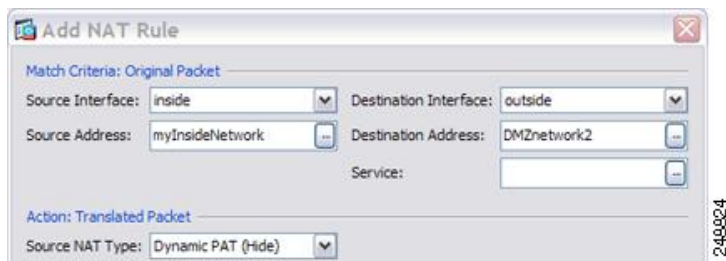 Add NAT Rule
Match Criteria: Original Packet
Source Interface: inside Destination Interface: outside
Source Address: myInsideNetwork ... Destination Address: DMZnetwork2 ...
Service: ...
Action: Translated Packet
Source NAT Type: Dynamic PAT (Hide)
248824